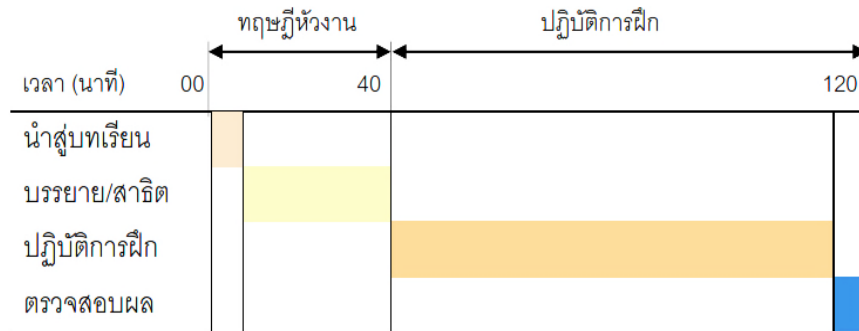 ทฤษฎีหัวงาน ปฏิบัติการฝึก
เวลา (นาที) 00 40 120
นำสู่บทเรียน
บรรยาย/สาธิต
ปฏิบัติการฝึก
ตรวจสอบผล